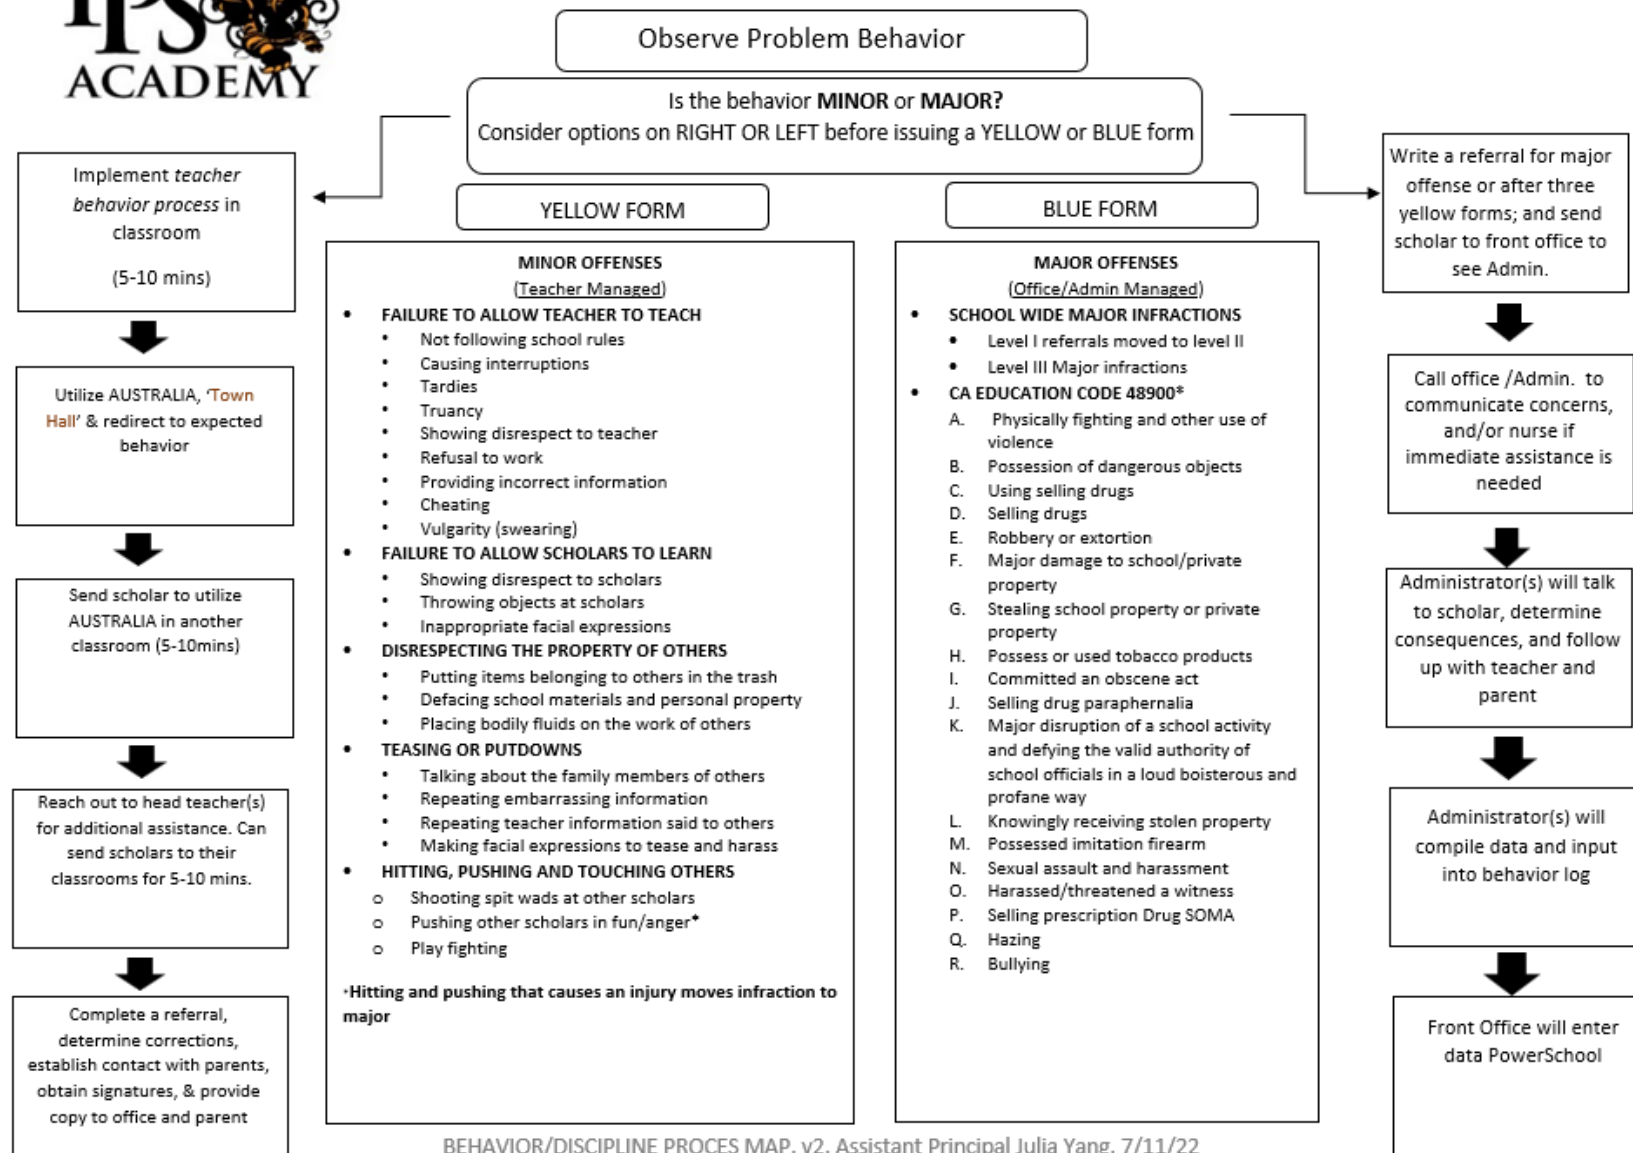 IPS
ACADEMY
Observe Problem Behavior
Is the behavior MINOR or MAJOR?
Consider options on RIGHT OR LEFT before issuing a YELLOW or BLUE form
Implement teacher
behavior process in
classroom
(5-10 mins)
Utilize AUSTRALIA, ‘Town
Hall’ & redirect to expected
behavior
Send scholar to utilize
AUSTRALIA in another
classroom (5-10mins)
Reach out to head teacher(s)
for additional assistance. Can
send scholars to their
classrooms for 5-10 mins.
Complete a referral,
determine corrections,
establish contact with parents,
obtain signatures, & provide
copy to office and parent
YELLOW FORM
MINOR OFFENSES
(Teacher Managed)
• FAILURE TO ALLOW TEACHER TO TEACH
• Not following school rules
• Causing interruptions
• Tardies
• Truancy
• Showing disrespect to teacher
• Refusal to work
• Providing incorrect information
• Cheating
• Vulgarity (swearing)
• FAILURE TO ALLOW SCHOLARS TO LEARN
• Showing disrespect to scholars
• Throwing objects at scholars
• Inappropriate facial expressions
• DISRESPECTING THE PROPERTY OF OTHERS
• Putting items belonging to others in the trash
• Defacing school materials and personal property
• Placing bodily fluids on the work of others
• TEASING OR PUTDOWNS
• Talking about the family members of others
• Repeating embarrassing information
• Repeating teacher information said to others
• Making facial expressions to tease and harass
• HITTING, PUSHING AND TOUCHING OTHERS
o Shooting spit wads at other scholars
o Pushing other scholars in fun/anger*
o Play fighting
*Hitting and pushing that causes an injury moves infraction to
major
BLUE FORM
MAJOR OFFENSES
(Office/Admin Managed)
• SCHOOL WIDE MAJOR INFRACTIONS
• Level I referrals moved to level II
• Level III Major infractions
• CA EDUCATION CODE 48900*
A. Physically fighting and other use of
violence
B. Possession of dangerous objects
C. Using selling drugs
D. Selling drugs
E. Robbery or extortion
F. Major damage to school/private
property
G. Stealing school property or private
property
H. Possess or used tobacco products
I. Committed an obscene act
J. Selling drug paraphernalia
K. Major disruption of a school activity
and defying the valid authority of
school officials in a loud boisterous and
profane way
L. Knowingly receiving stolen property
M. Possessed imitation firearm
N. Sexual assault and harassment
O. Harassed/threatened a witness
P. Selling prescription Drug SOMA
Q. Hazing
R. Bullying
Write a referral for major
offense or after three
yellow forms; and send
scholar to front office to
see Admin.
Call office /Admin. to
communicate concerns,
and/or nurse if
immediate assistance is
needed
Administrator(s) will talk
to scholar, determine
consequences, and follow
up with teacher and
parent
Administrator(s) will
compile data and input
into behavior log
Front Office will enter
data PowerSchool
BEHAVIOR/DISCIPLINE PROCES MAP, v2, Assistant Principal Julia Yang, 7/11/22